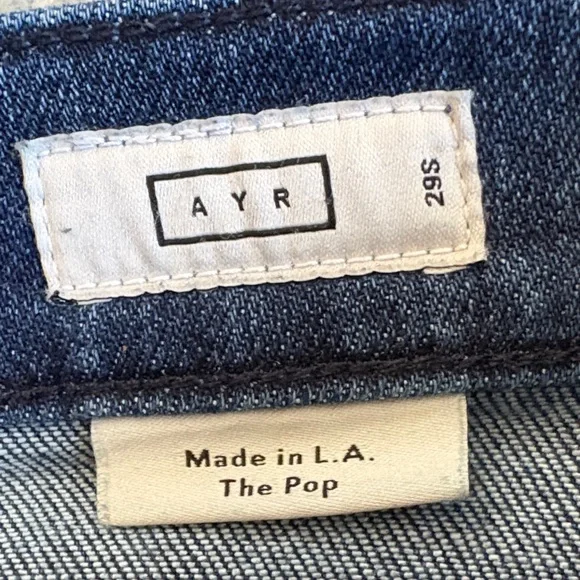 AYR
29S
Made in L.A.
The Pop